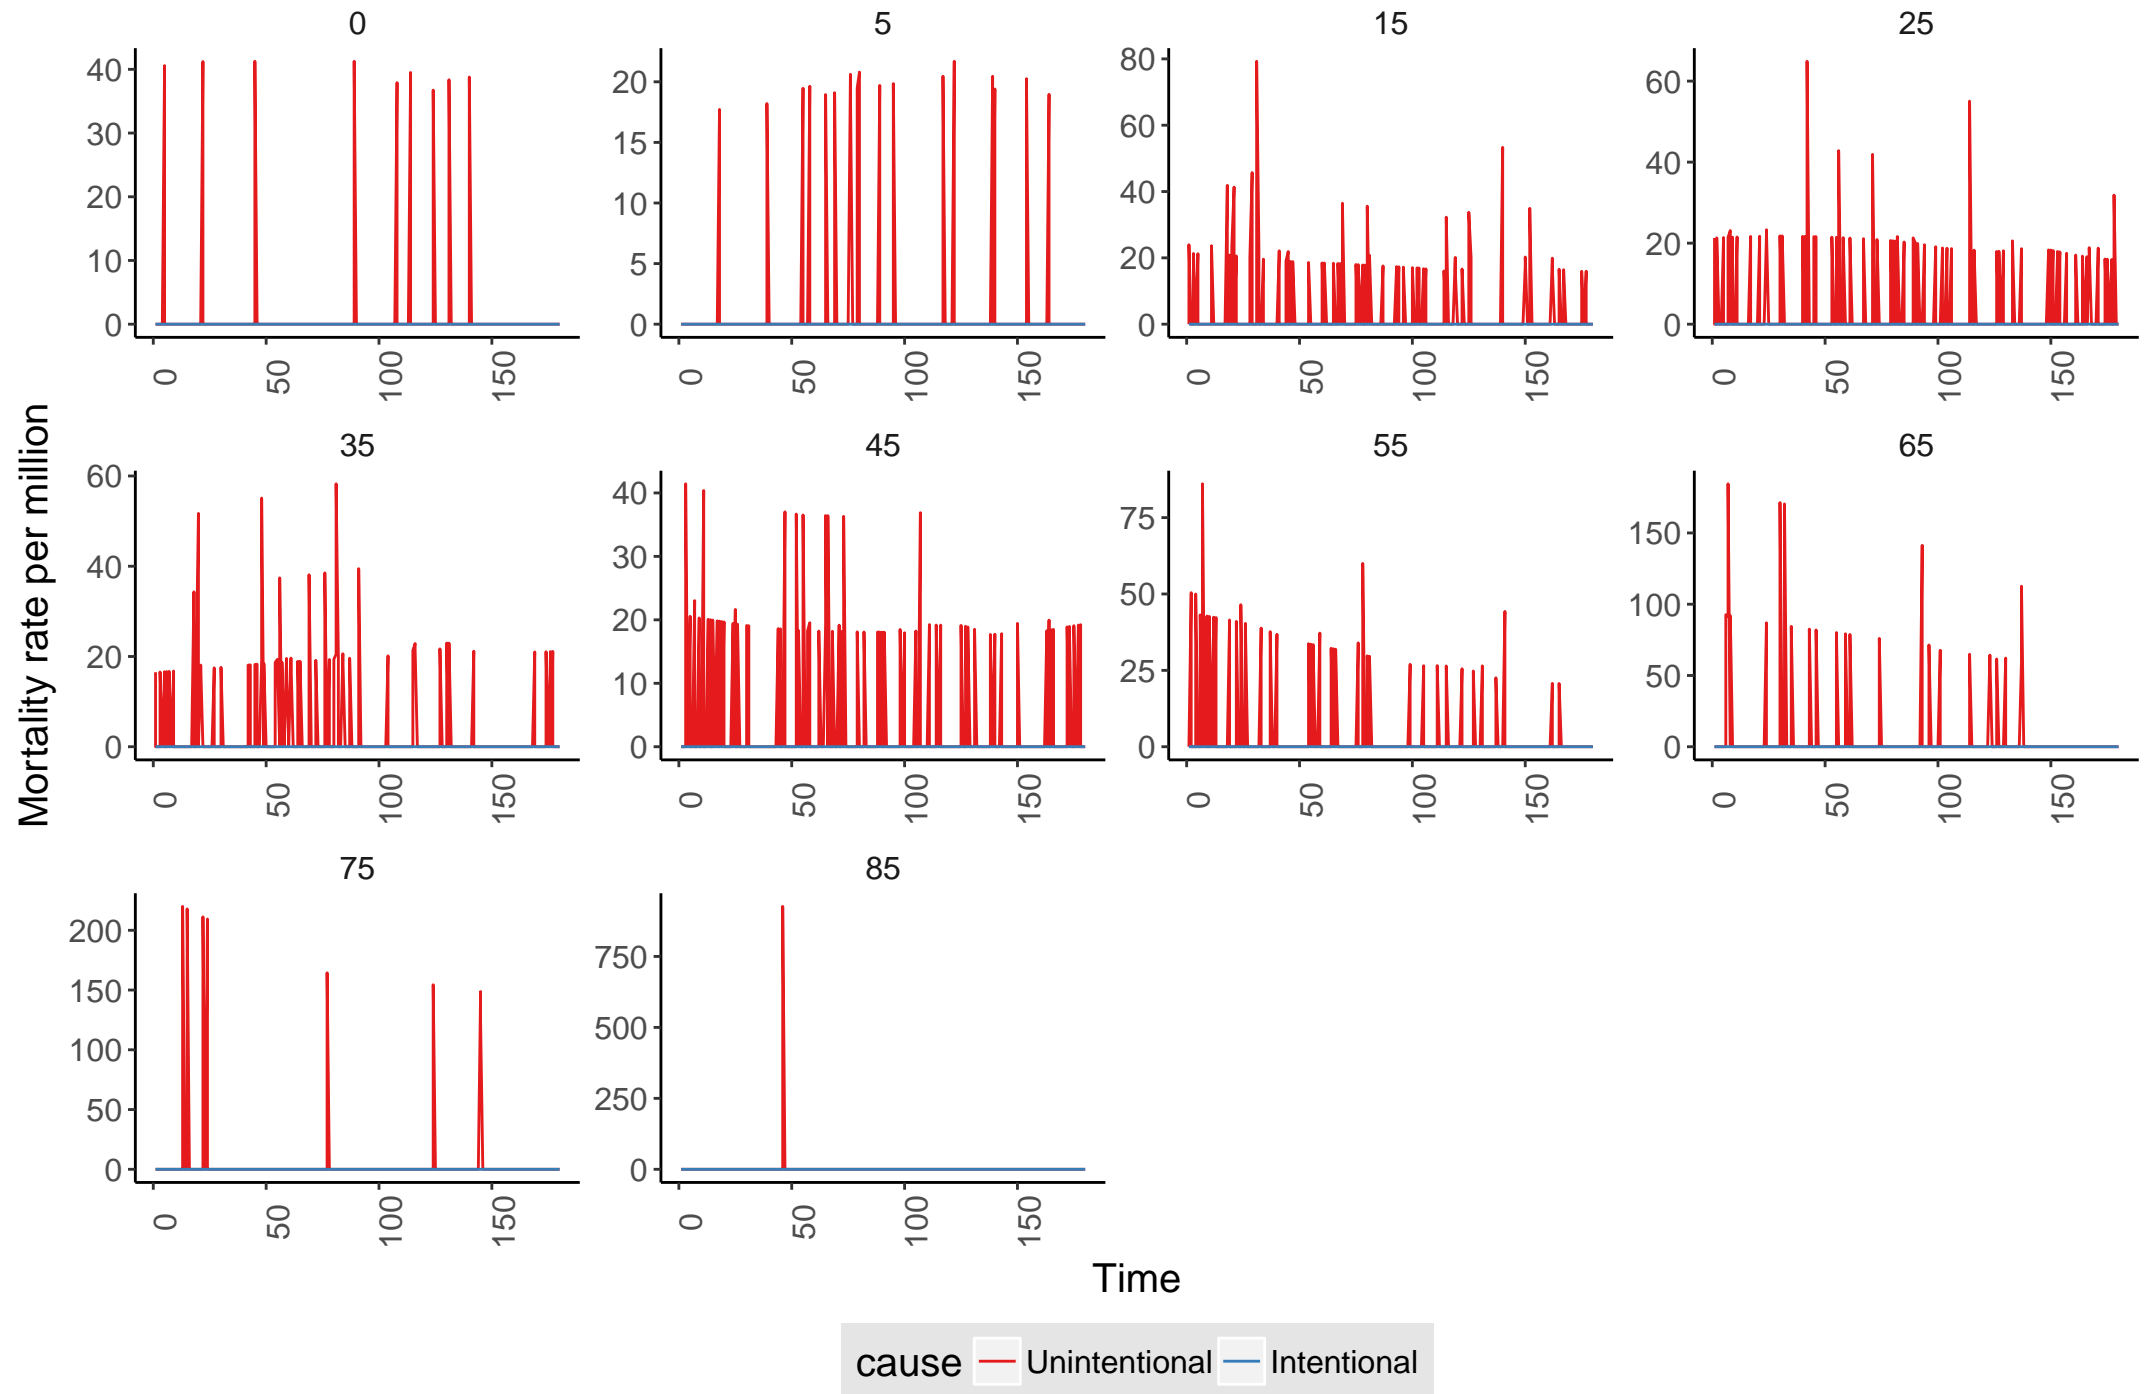 0 5 15 25
40 30 20 10 0
20 15 10 5 0
80 60 40 20 0
60 40 20 0
0 50 100 150
0 50 100 150
0 50 100 150
0 50 100 150
Mortality rate per million
35 45 55 65
60 40 20 0
40 30 20 10 0
75 50 25 0
150 100 50 0
0 50 100 150
0 50 100 150
0 50 100 150
0 50 100 150
75 85
200 150 100 50 0
750 500 250 0
0 50 100 150
0 50 100 150
Time
cause Unintentional Intentional